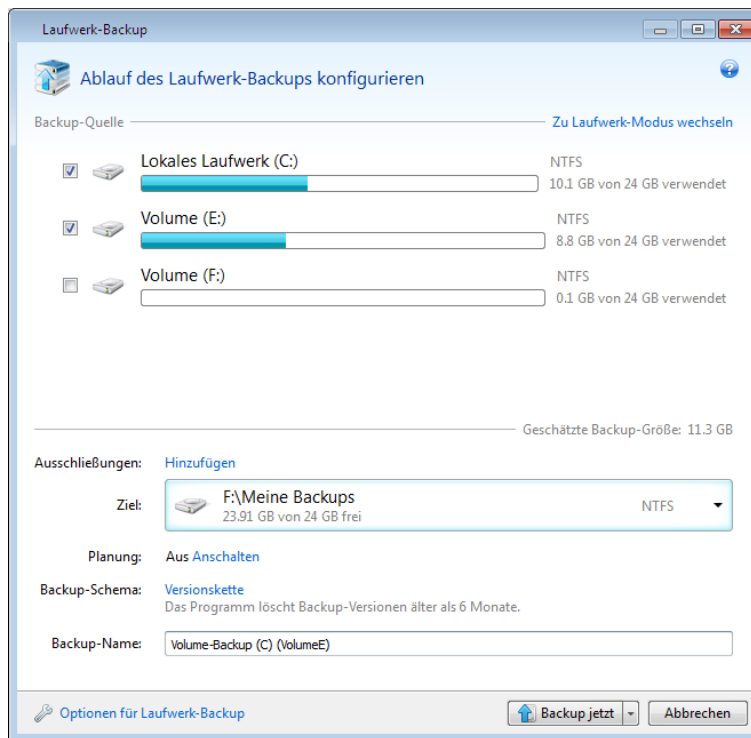 Laufwerk-Backup
Ablauf des Laufwerk-Backups konfigurieren
Backup-Quelle Zu Laufwerk-Modus wechseln
Lokales Laufwerk (C:) NTFS
10.1 GB von 24 GB verwendet
Volume (E:) NTFS
8.8 GB von 24 GB verwendet
Volume (F:) NTFS
0.1 GB von 24 GB verwendet
Geschätzte Backup-Größe: 11.3 GB
Ausschließungen: Hinzufügen
Ziel: F:\Meine Backups NTFS
23.91 GB von 24 GB frei
Planung: Aus Anschalten
Backup-Schema: Versionskette
Das Programm löscht Backup-Versionen älter als 6 Monate.
Backup-Name: Volume-Backup (C) (VolumeE)
Optionen für Laufwerk-Backup Backup jetzt Abbrechen